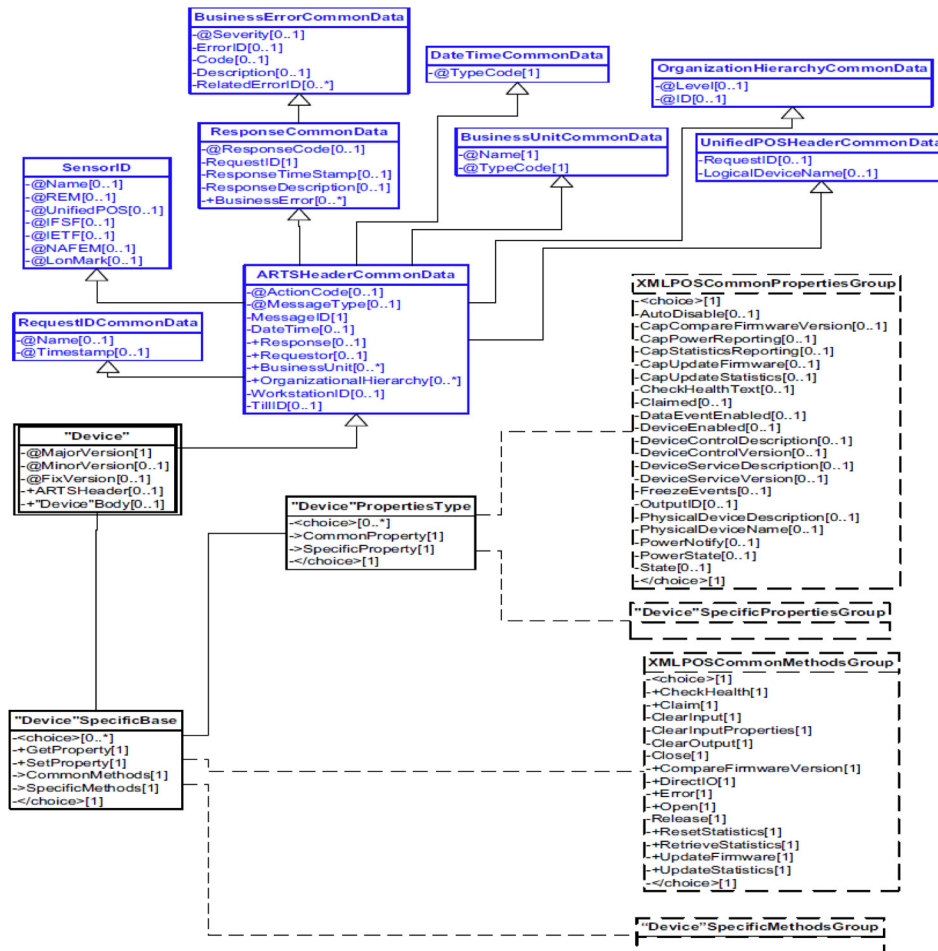 BusinessErrorCommonData
-@Severity[0..1]
-ErrorID[0..1]
-Code[0..1]
-Description[0..1]
-RelatedErrorID[0..*]
DateTimeCommonData
-@TypeCode[1]
OrganizationHierarchyCommonData
-@Level[0..1]
-@ID[0..1]
ResponseCommonData
-@ResponseCode[0..1]
-RequestID[1]
-ResponseTimeStamp[0..1]
-ResponseDescription[0..1]
-+BusinessError[0..*]
BusinessUnitCommonData
-@Name[1]
-@TypeCode[1]
UnifiedPOSHeaderCommonData
-RequestID[0..1]
-LogicalDeviceName[0..1]
SensorID
-@Name[0..1]
-@REM[0..1]
-@UnifiedPOS[0..1]
-@IFSF[0..1]
-@IETF[0..1]
-@NAFEM[0..1]
-@LonMark[0..1]
ARTSHeaderCommonData
-@ActionCode[0..1]
-@MessageType[0..1]
-MessageID[1]
-DateTime[0..1]
-+Response[0..1]
-+Requestor[0..1]
-+BusinessUnit[0..*]
-+OrganizationalHierarchy[0..*]
-WorkstationID[0..1]
-TillID[0..1]
RequestIDCommonData
-@Name[0..1]
-@Timestamp[0..1]
XMLPOSCommonPropertiesGroup
-<choice>[1]
-AutoDisable[0..1]
-CapCompareFirmwareVersion[0..1]
-CapPowerReporting[0..1]
-CapStatisticsReporting[0..1]
-CapUpdateFirmware[0..1]
-CapUpdateStatistics[0..1]
-CheckHealthText[0..1]
-Claimed[0..1]
-DataEventEnabled[0..1]
-DeviceEnabled[0..1]
-DeviceControlDescription[0..1]
-DeviceControlVersion[0..1]
-DeviceServiceDescription[0..1]
-DeviceServiceVersion[0..1]
-FreezeEvents[0..1]
-OutputID[0..1]
-PhysicalDeviceDescription[0..1]
-PhysicalDeviceName[0..1]
-PowerNotify[0..1]
-PowerState[0..1]
-State[0..1]
-</choice>[1]
"Device"
-@MajorVersion[1]
-@MinorVersion[0..1]
-@FixVersion[0..1]
-+ARTSHeader[0..1]
-+"Device"Body[0..1]
"Device"PropertiesType
-<choice>[0..*]
->CommonProperty[1]
->SpecificProperty[1]
-</choice>[1]
"Device"SpecificPropertiesGroup
XMLPOSCommonMethodsGroup
-<choice>[1]
-+CheckHealth[1]
-+Claim[1]
-ClearInput[1]
-ClearInputProperties[1]
-ClearOutput[1]
-Close[1]
-+CompareFirmwareVersion[1]
-+DirectIO[1]
-+Error[1]
-+Open[1]
-Release[1]
-+ResetStatistics[1]
-+RetrieveStatistics[1]
-+UpdateFirmware[1]
-+UpdateStatistics[1]
-</choice>[1]
"Device"SpecificBase
-<choice>[0..*]
-+GetProperty[1]
-+SetProperty[1]
->CommonMethods[1]
->SpecificMethods[1]
-</choice>[1]
"Device"SpecificMethodsGroup